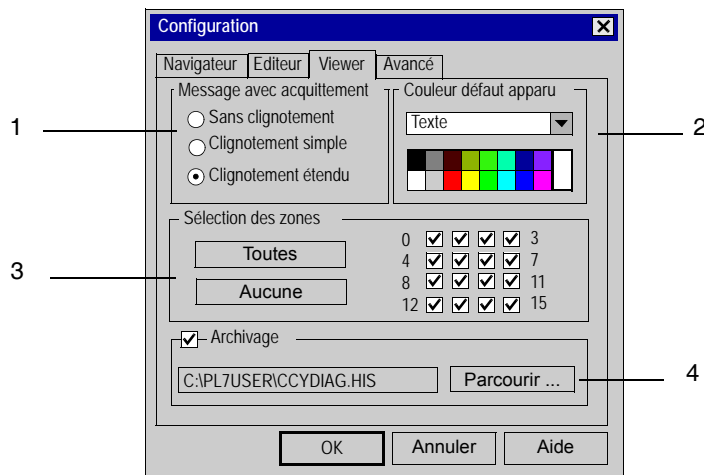 Configuration
Navigateur Editeur Viewer Avancé
Message avec acquittement
Couleur défaut apparu
1
Sans clignotement
Clignotement simple
Clignotement étendu
Texte
2
Sélection des zones
3
Toutes
Aucune
0 3
4 7
8 11
12 15
Archivage
C:\PL7USER\CCYDIAG.HIS
Parcourir ...
4
OK Annuler Aide